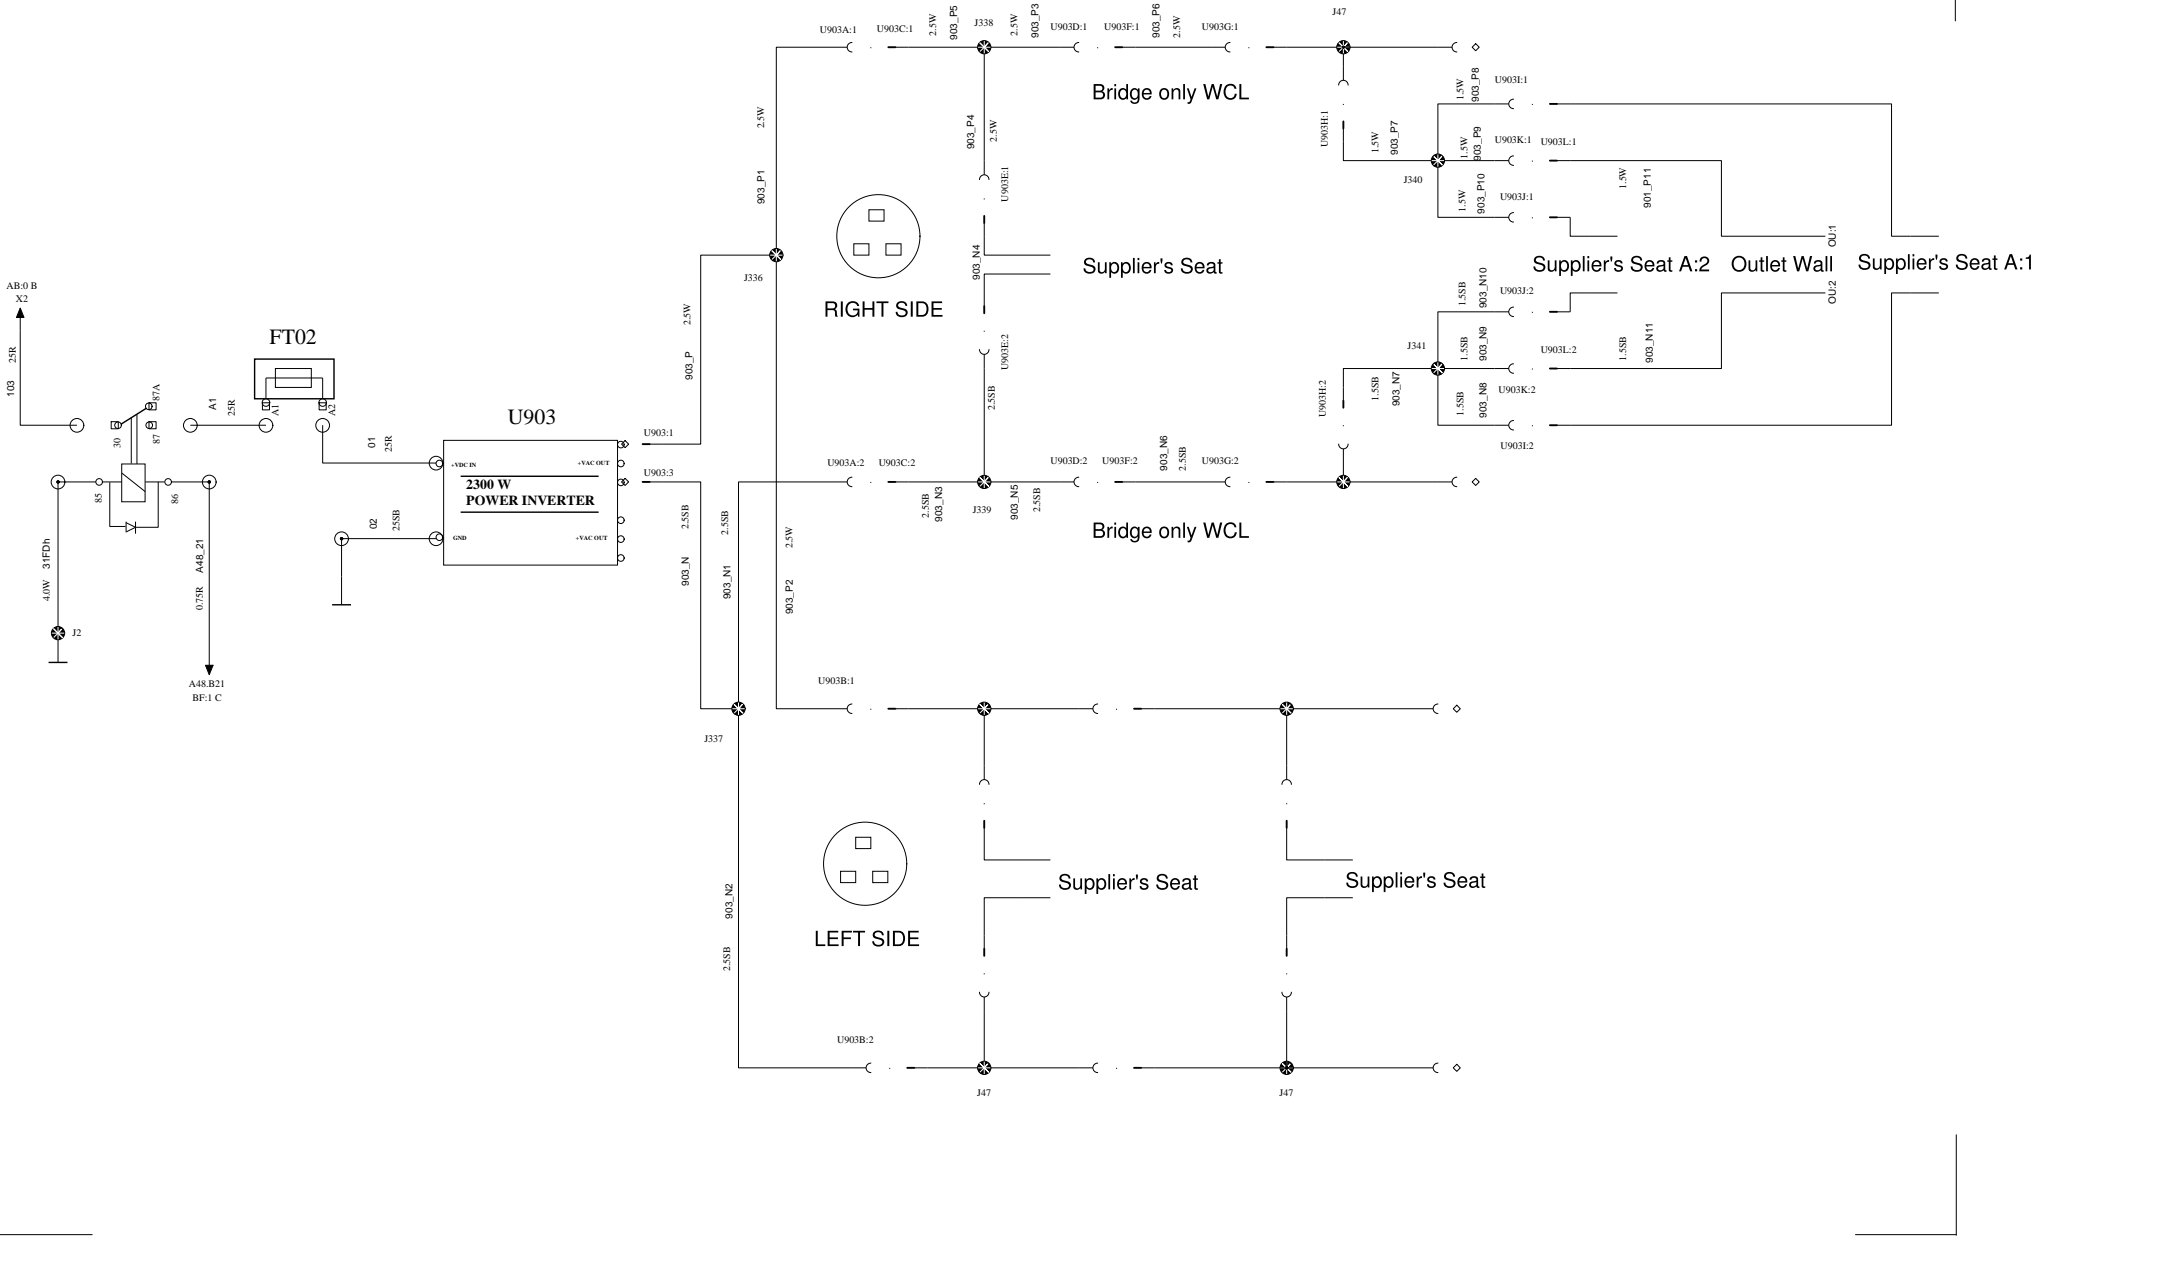 U903A:1
U903C:1
2.5W
903_P5
J338
2.5W
903_P3
U903D:1
U903F:1
903_P6
2.5W
U903G:1
J47
Bridge only WCL
2.5W
903_P1
903_P4
2.5W
U903E:1
U903H:1
1.5W
903_P7
J340
1.5W
903_P8
U903I:1
1.5W
903_P9
U903K:1
U903L:1
1.5W
903_P10
U903J:1
1.5W
901_P11
OU:1
J336
903_N4
Supplier's Seat
RIGHT SIDE
Supplier's Seat A:2
Outlet Wall
Supplier's Seat A:1
OU:2
AB:0 B
X2
25R
103
FT02
A1
A2
87A
30
87
A1
25R
2.5W
903_P
U903E:2
2.5SB
1.5SB
903_N10
U903J:2
J341
1.5SB
903_N9
U903L:2
1.5SB
903_N11
U903H:2
1.5SB
903_N7
1.5SB
903_N8
U903K:2
U903I:2
01
25R
U903
U903:1
U903:3
+VDC IN
+VAC OUT
2300 W
POWER INVERTER
GND
+VAC OUT
02
25SB
85
86
31FDh
4.0W
A48_21
0.75R
J2
A48.B21
BF:1 C
U903A:2
U903C:2
2.5SB
903_N3
J339
903_N5
2.5SB
U903D:2
U903F:2
903_N6
2.5SB
U903G:2
Bridge only WCL
2.5SB
903_N
2.5SB
903_N1
2.5W
903_P2
U903B:1
J337
903_N2
2.5SB
Supplier's Seat
Supplier's Seat
LEFT SIDE
U903B:2
J47
J47